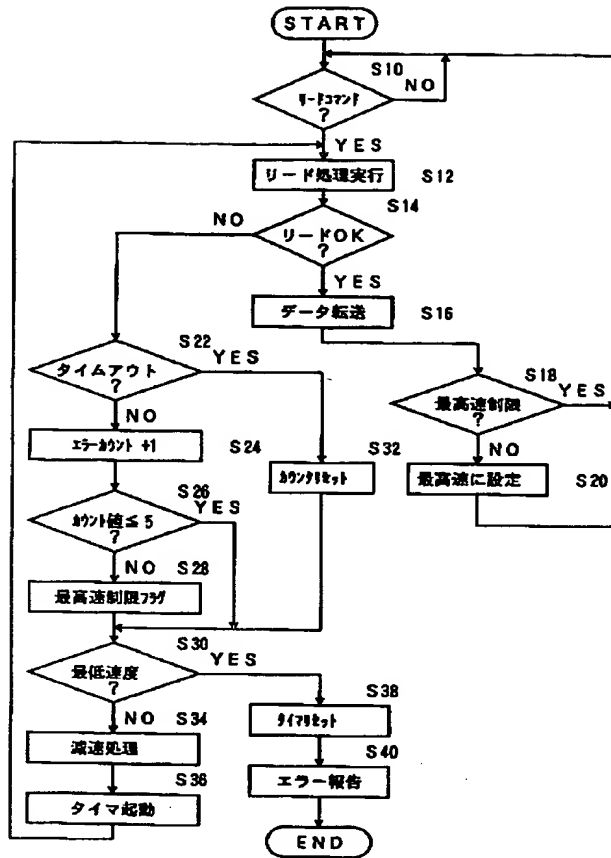 START
S10
リードコマンド
?
NO
YES
リード処理実行
S12
S14
リードOK
?
NO
YES
データ転送
S16
S22
タイムアウト
?
YES
NO
S18
最高速制限
?
YES
NO
エラーカウント +1
S24
S32
カウンタリセット
最高速に設定
S20
S26
カウント値≦5
?
YES
NO
S28
最高速制限フラグ
S30
最低速度
?
YES
NO
S34
減速処理
S38
タイマリセット
S36
タイマ起動
S40
エラー報告
END